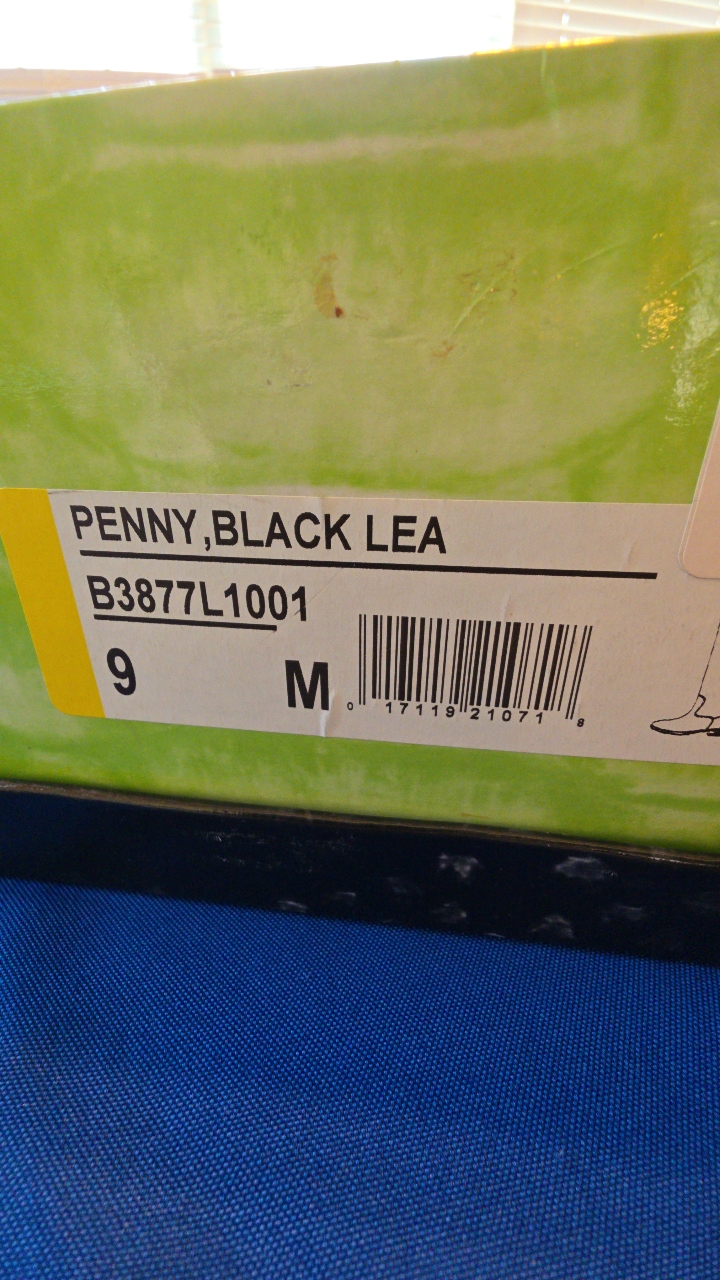 PENNY,BLACK LEA
B3877L1001
9 M
0 17119 21071 8